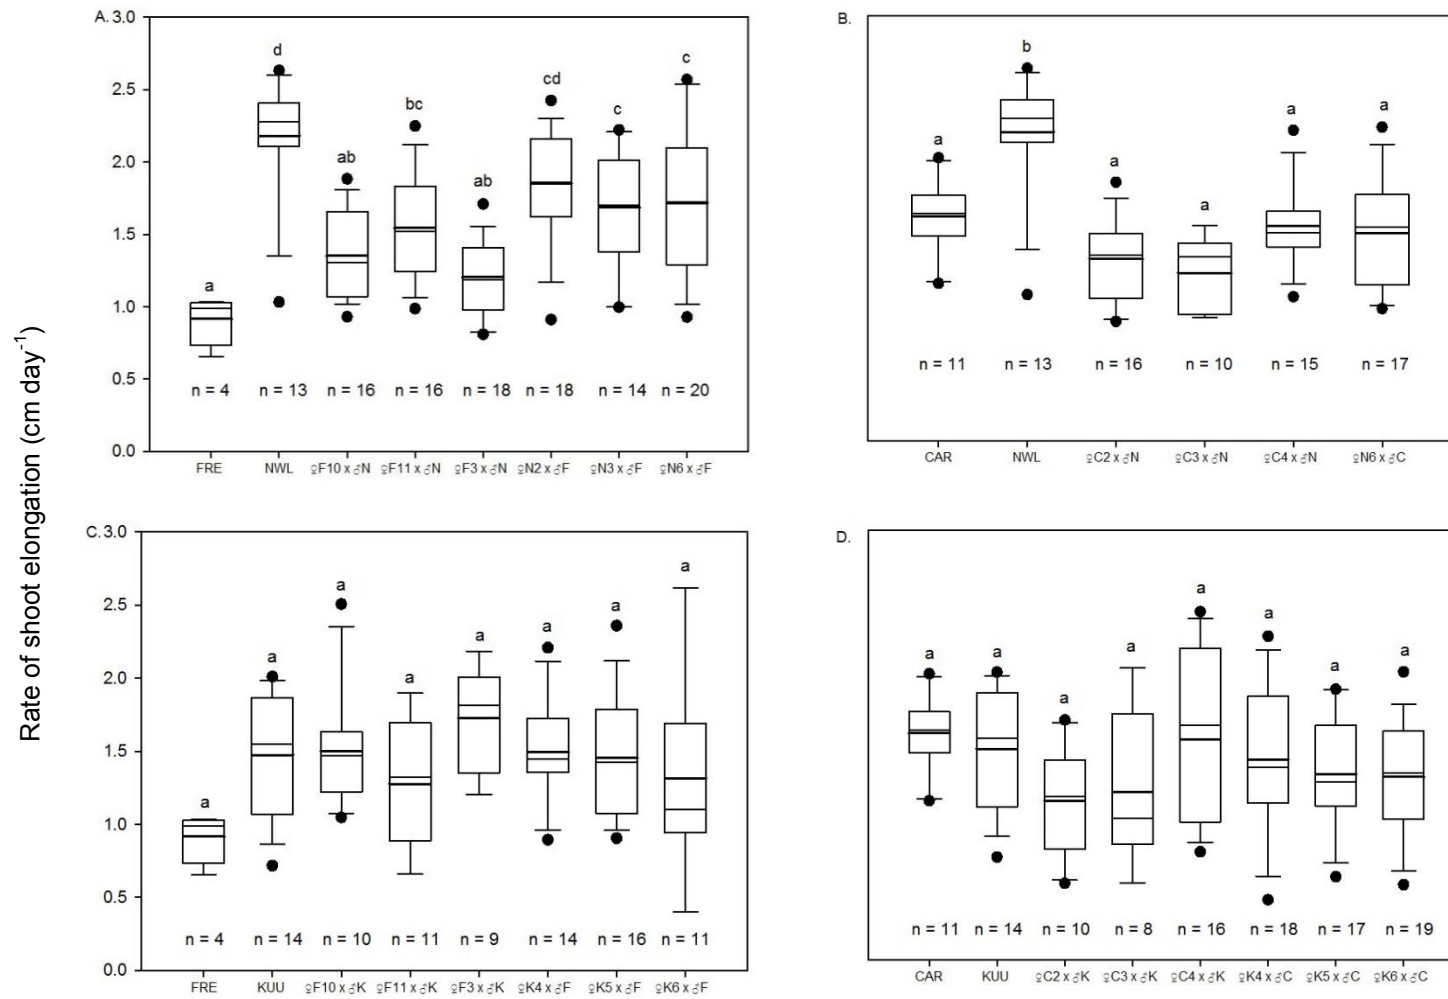 Rate of shoot elongation (cm day-1)
A. 3.0
2.5
2.0
1.5
1.0
0.5
0.0
a
d
ab
bc
ab
cd
c
c
n = 4 n = 13 n = 16 n = 16 n = 18 n = 18 n = 14 n = 20
FRE NWL ♀F10 x ♂N ♀F11 x ♂N ♀F3 x ♂N ♀N2 x ♂F ♀N3 x ♂F ♀N6 x ♂F
B.
a
b
a
a
a
a
n = 11 n = 13 n = 16 n = 10 n = 15 n = 17
CAR NWL ♀C2 x ♂N ♀C3 x ♂N ♀C4 x ♂N ♀N6 x ♂C
C. 3.0
2.5
2.0
1.5
1.0
0.5
0.0
a
a
a
a
a
a
a
a
n = 4 n = 14 n = 10 n = 11 n = 9 n = 14 n = 16 n = 11
FRE KUU ♀F10 x ♂K ♀F11 x ♂K ♀F3 x ♂K ♀K4 x ♂F ♀K5 x ♂F ♀K6 x ♂F
D.
a
a
a
a
a
a
a
a
n = 11 n = 14 n = 10 n = 8 n = 16 n = 18 n = 17 n = 19
CAR KUU ♀C2 x ♂K ♀C3 x ♂K ♀C4 x ♂K ♀K4 x ♂C ♀K5 x ♂C ♀K6 x ♂C